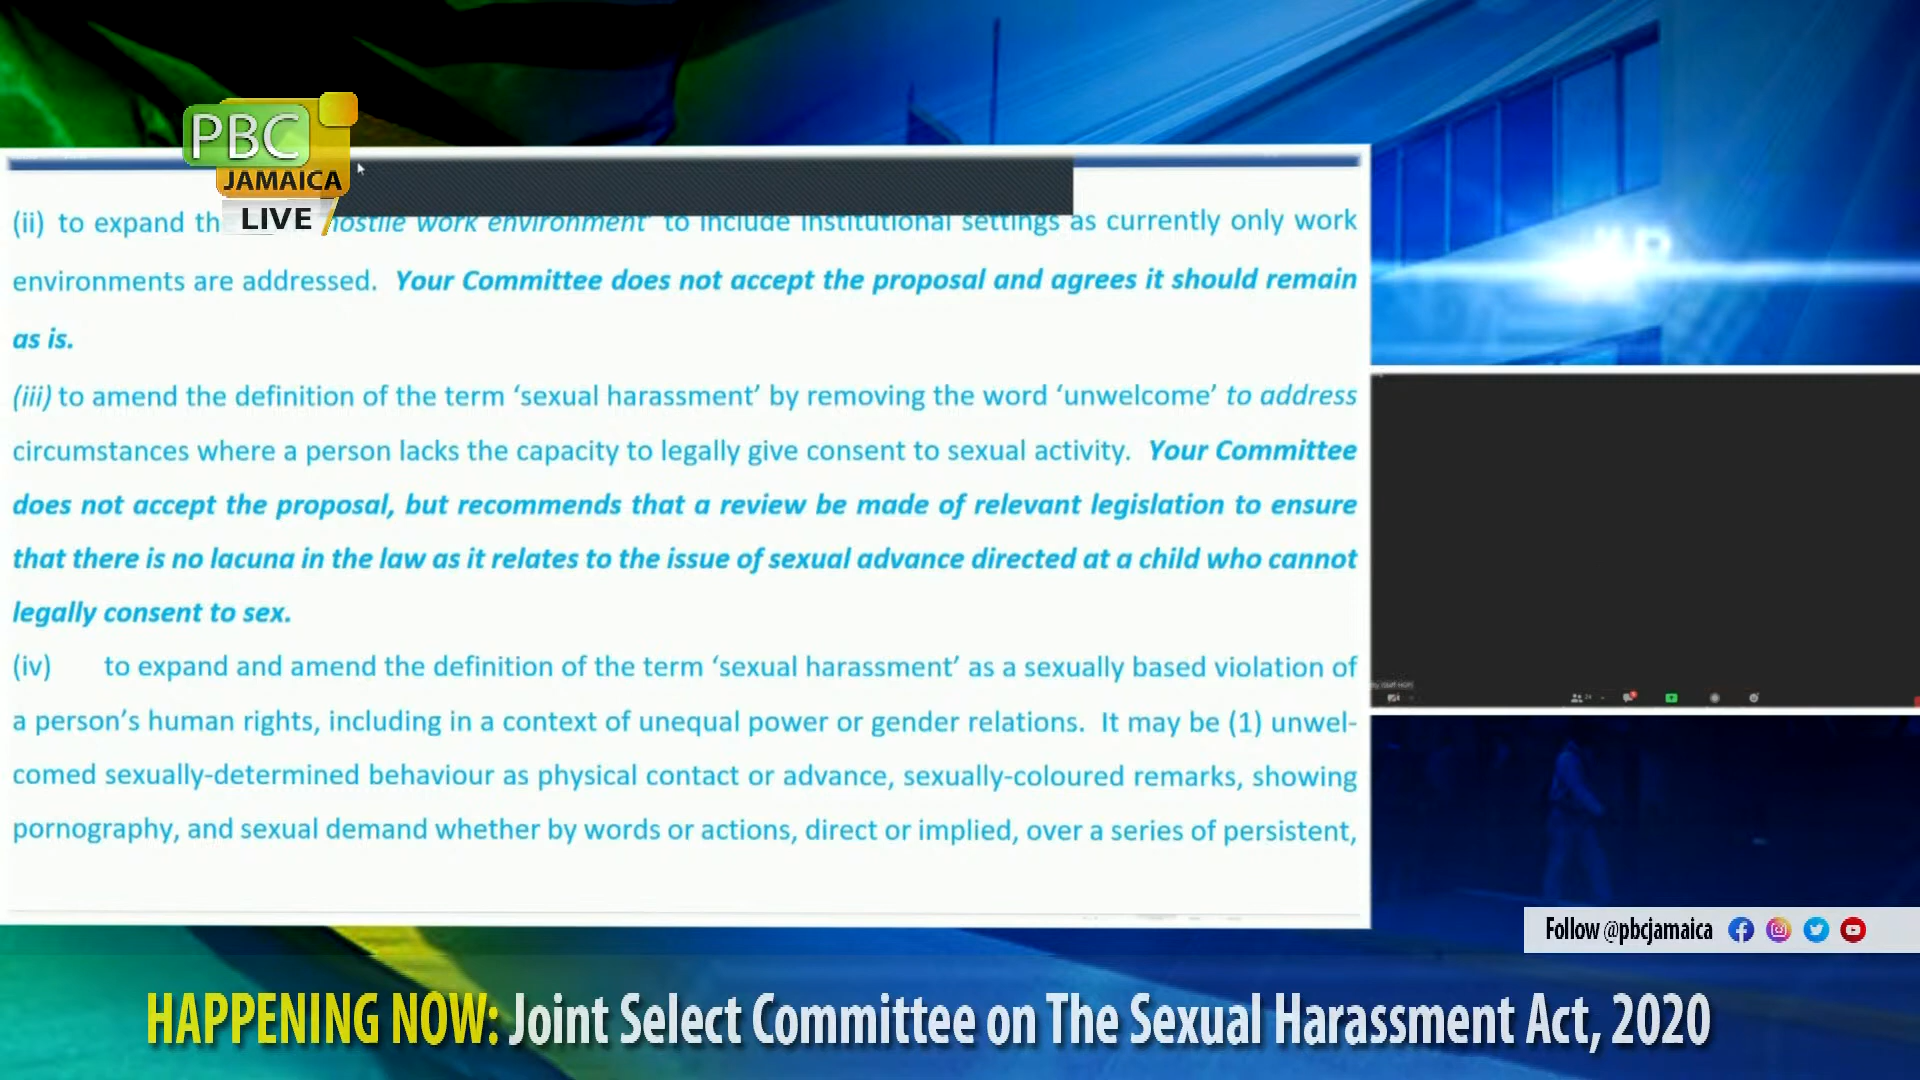 PBC
JAMAICA
LIVE
(ii) to expand th hostile work environment' to include institutional settings as currently only work
environments are addressed. Your Committee does not accept the proposal and agrees it should remain
as is.
(iii) to amend the definition of the term ‘sexual harassment’ by removing the word ‘unwelcome’ to address
circumstances where a person lacks the capacity to legally give consent to sexual activity. Your Committee
does not accept the proposal, but recommends that a review be made of relevant legislation to ensure
that there is no lacuna in the law as it relates to the issue of sexual advance directed at a child who cannot
legally consent to sex.
(iv) to expand and amend the definition of the term ‘sexual harassment’ as a sexually based violation of
a person’s human rights, including in a context of unequal power or gender relations. It may be (1) unwel-
comed sexually-determined behaviour as physical contact or advance, sexually-coloured remarks, showing
pornography, and sexual demand whether by words or actions, direct or implied, over a series of persistent,
Follow @pbcjamaica
HAPPENING NOW: Joint Select Committee on The Sexual Harassment Act, 2020